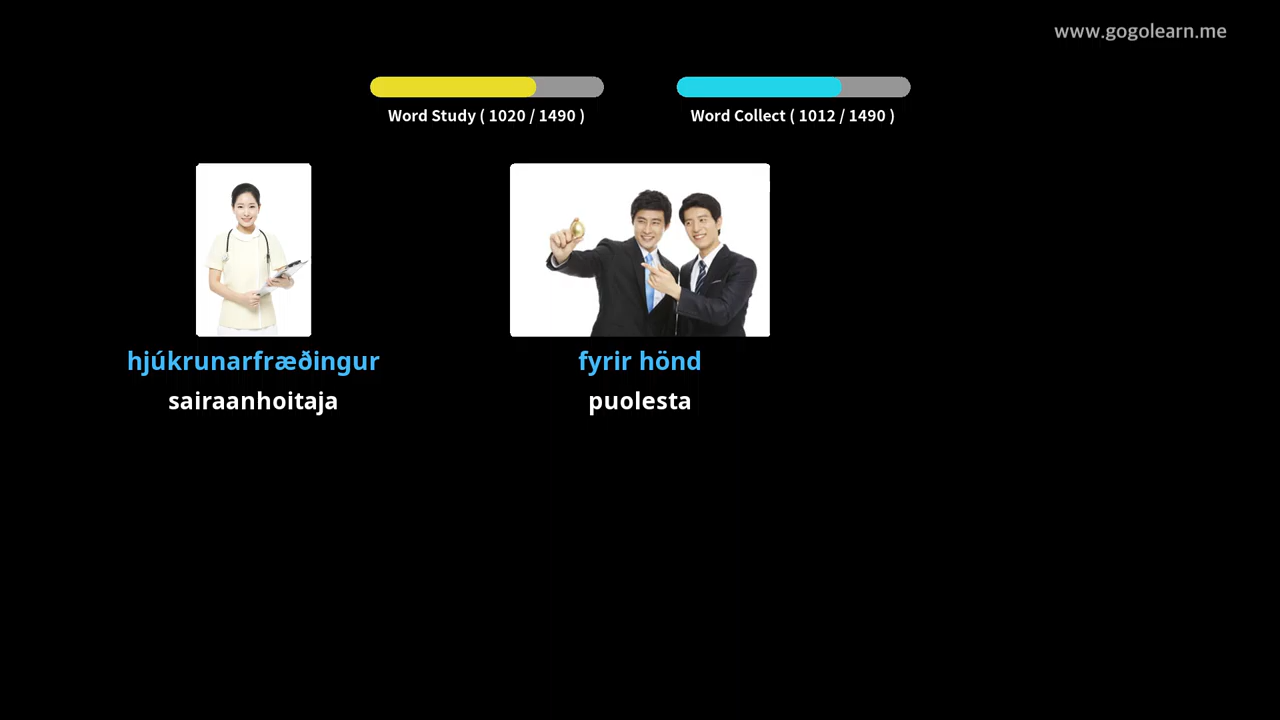 www.gogolearn.me
Word Study ( 1020 / 1490 )
Word Collect ( 1012 / 1490 )
hjúkrunarfræðingur
fyrir hönd
sairaanhoitaja
puolesta